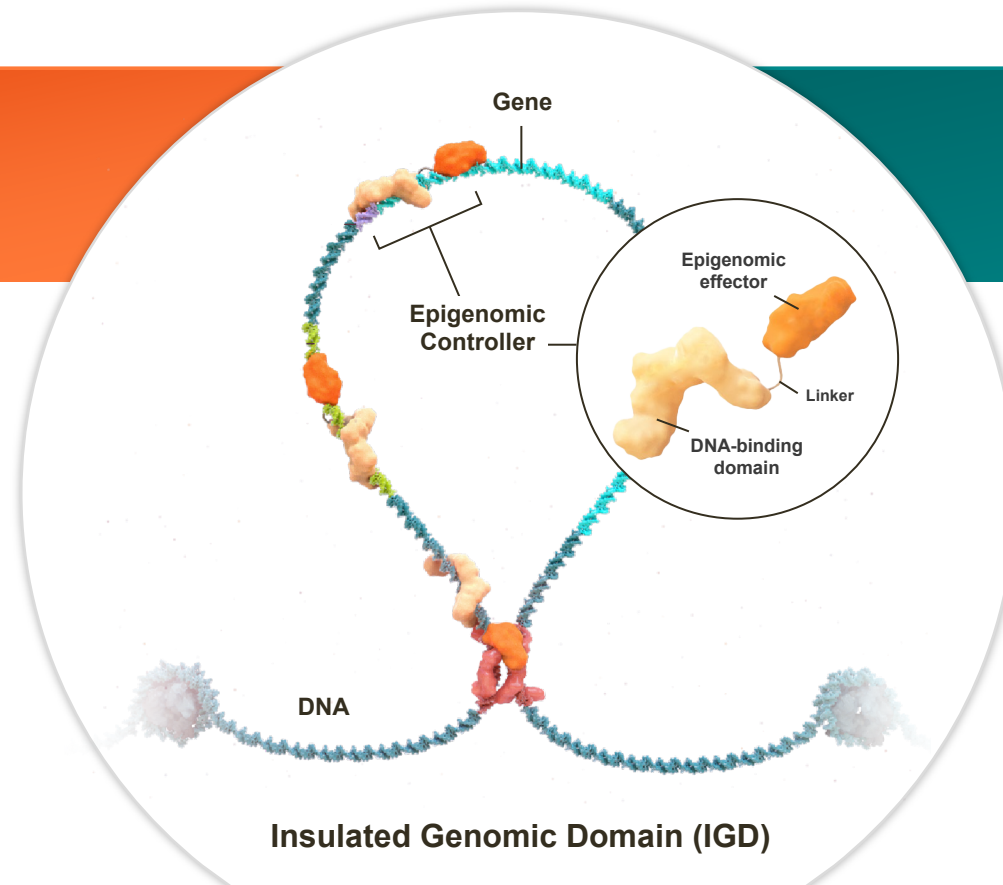 Gene
Epigenomic
effector
Epigenomic
Controller
Linker
DNA-binding
domain
DNA
Insulated Genomic Domain (IGD)